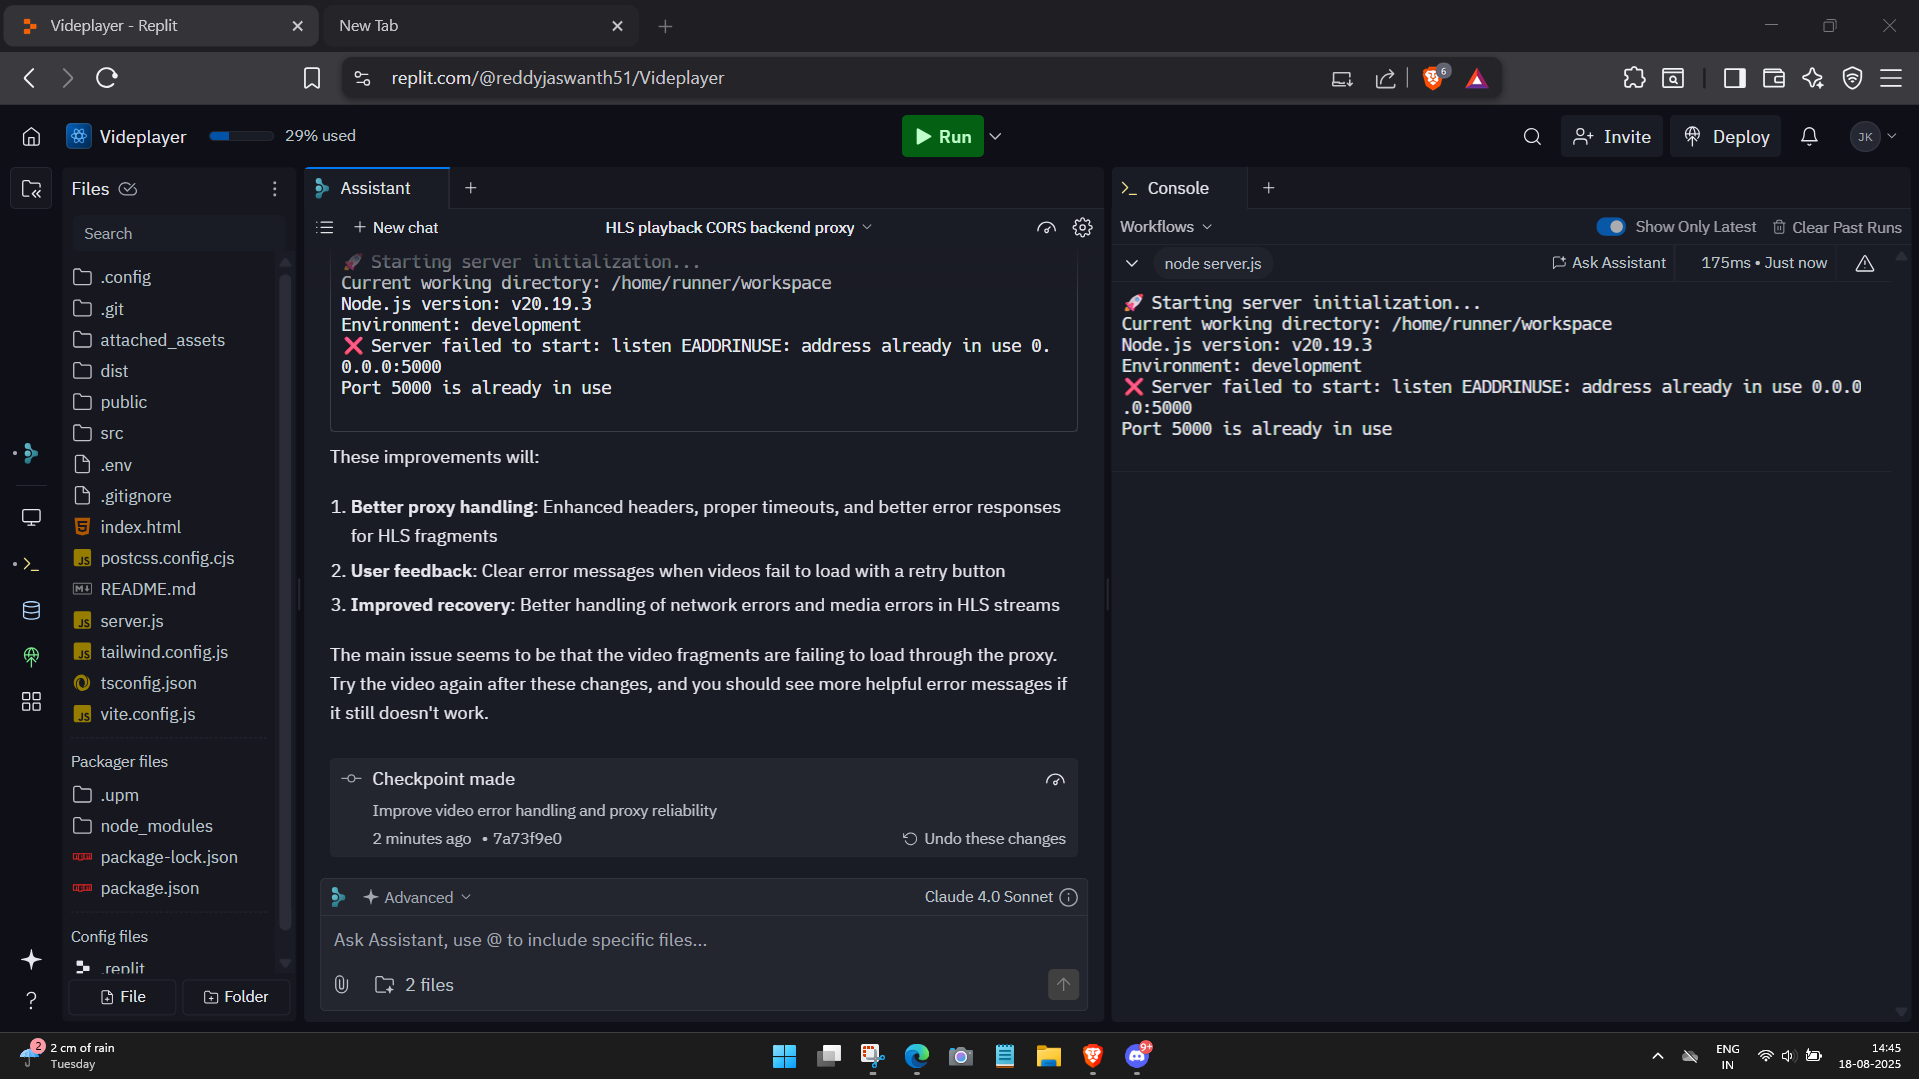 Videplayer - Replit
New Tab
replit.com/@reddyjaswanth51/Videplayer
6
Videplayer
29% used
Run
Invite
Deploy
JK
Files
Search
.config
.git
attached_assets
dist
public
src
.env
.gitignore
index.html
postcss.config.cjs
README.md
server.js
tailwind.config.js
tsconfig.json
vite.config.js
Packager files
.upm
node_modules
package-lock.json
package.json
Config files
.replit
File
Folder
Assistant
New chat
HLS playback CORS backend proxy
🚀 Starting server initialization...
Current working directory: /home/runner/workspace
Node.js version: v20.19.3
Environment: development
❌ Server failed to start: listen EADDRINUSE: address already in use 0.
0.0.0:5000
Port 5000 is already in use
These improvements will:
1. Better proxy handling: Enhanced headers, proper timeouts, and better error responses
for HLS fragments
2. User feedback: Clear error messages when videos fail to load with a retry button
3. Improved recovery: Better handling of network errors and media errors in HLS streams
The main issue seems to be that the video fragments are failing to load through the proxy.
Try the video again after these changes, and you should see more helpful error messages if
it still doesn't work.
Checkpoint made
Improve video error handling and proxy reliability
2 minutes ago • 7a73f9e0
Undo these changes
Advanced
Claude 4.0 Sonnet
Ask Assistant, use @ to include specific files...
2 files
Console
Workflows
Show Only Latest
Clear Past Runs
node server.js
Ask Assistant
175ms • Just now
🚀 Starting server initialization...
Current working directory: /home/runner/workspace
Node.js version: v20.19.3
Environment: development
❌ Server failed to start: listen EADDRINUSE: address already in use 0.0.0
.0:5000
Port 5000 is already in use
2
2 cm of rain
Tuesday
9+
ENG
IN
14:45
18-08-2025